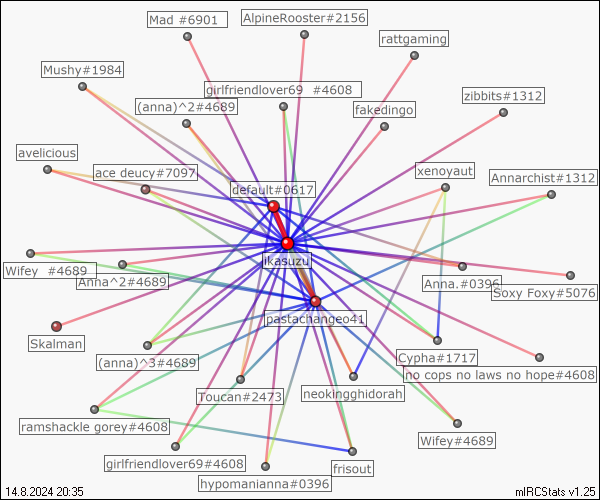 Mad #6901
AlpineRooster#2156
rattgaming
Mushy#1984
girlfriendlover69 #4608
zibbits#1312
(anna)^2#4689
fakedingo
avelicious
ace deucy#7097
xenoyaut
default#0617
Annarchist#1312
ikasuzu
Wifey #4689
Anna^2#4689
Anna.#0396
Soxy Foxy#5076
pastachangeo41
Skalman
(anna)^3#4689
Cypha#1717
no cops no laws no hope#4608
Toucan#2473
neokingghidorah
ramshackle gorey#4608
Wifey#4689
girlfriendlover69#4608
frisout
hypomanianna#0396
14.8.2024 20:35
mIRCStats v1.25